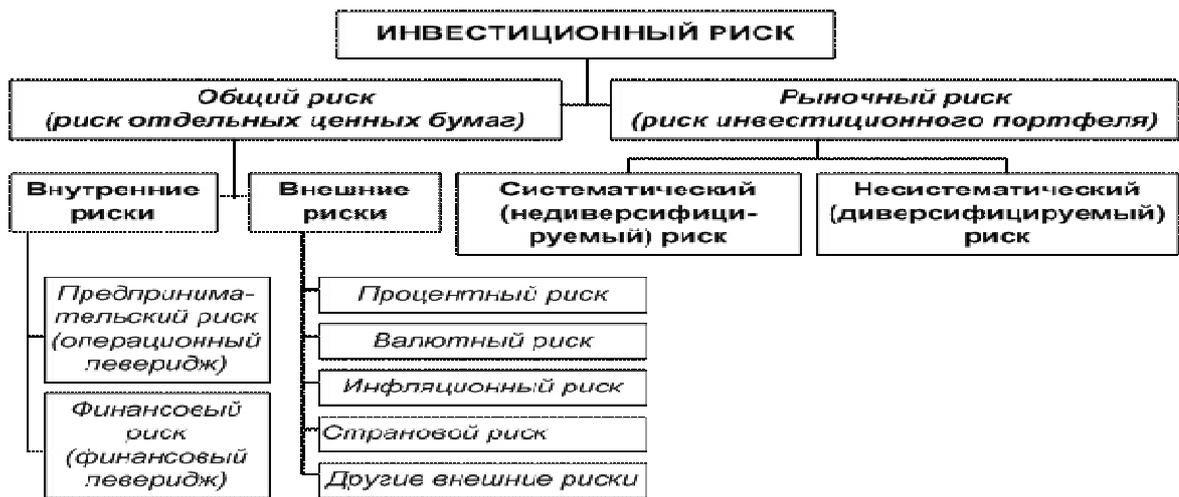 ИНВЕСТИЦИОННЫЙ РИСК
Общий риск
(риск отдельных ценных бумаг)
Рыночный риск
(риск инвестиционного портфеля)
Внутренние
риски
Внешние
риски
Систематический
(недиверсифици-
руемый) риск
Несистематический
(диверсифицируемый)
риск
Предпринима-
тельский риск
(операционный
леверидж)
Финансовый
риск
(финансовый
леверидж)
Процентный риск
Валютный риск
Инфляционный риск
Страновой риск
Другие внешние риски